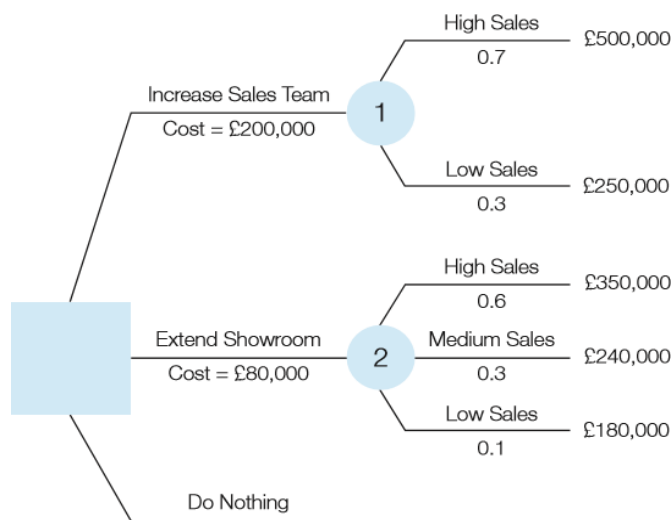 High Sales
£500,000
0.7
Increase Sales Team
1
Cost = £200,000
Low Sales
£250,000
0.3
High Sales
£350,000
0.6
Extend Showroom
2
Medium Sales
£240,000
Cost = £80,000
0.3
Low Sales
£180,000
0.1
Do Nothing